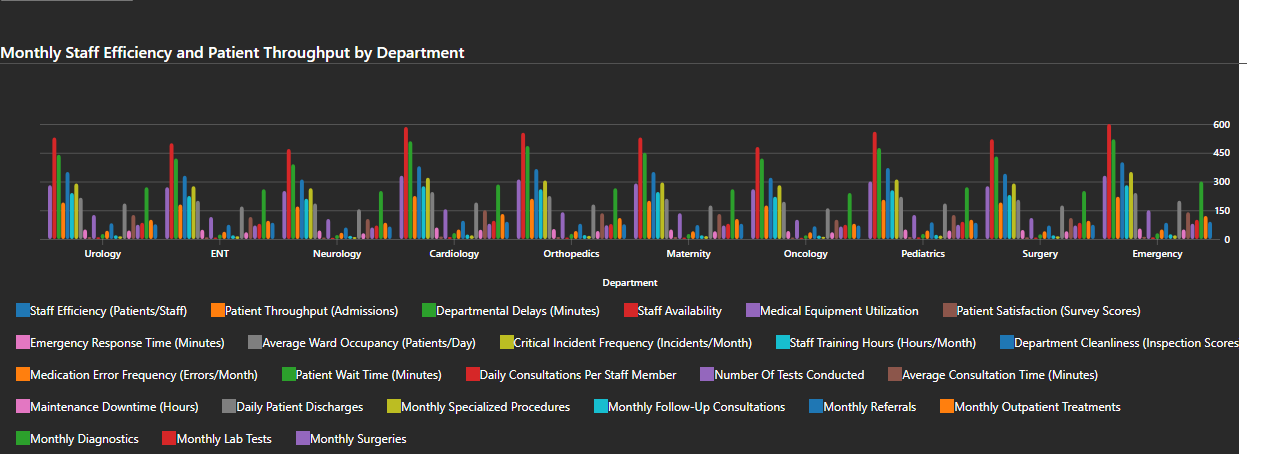 Monthly Staff Efficiency and Patient Throughput by Department
600
450
300
150
0
Urology ENT Neurology Cardiology Orthopedics Maternity Oncology Pediatrics Surgery Emergency
Department
Staff Efficiency (Patients/Staff) Patient Throughput (Admissions) Departmental Delays (Minutes) Staff Availability Medical Equipment Utilization Patient Satisfaction (Survey Scores)
Emergency Response Time (Minutes) Average Ward Occupancy (Patients/Day) Critical Incident Frequency (Incidents/Month) Staff Training Hours (Hours/Month) Department Cleanliness (Inspection Scores
Medication Error Frequency (Errors/Month) Patient Wait Time (Minutes) Daily Consultations Per Staff Member Number Of Tests Conducted Average Consultation Time (Minutes)
Maintenance Downtime (Hours) Daily Patient Discharges Monthly Specialized Procedures Monthly Follow-Up Consultations Monthly Referrals Monthly Outpatient Treatments
Monthly Diagnostics Monthly Lab Tests Monthly Surgeries